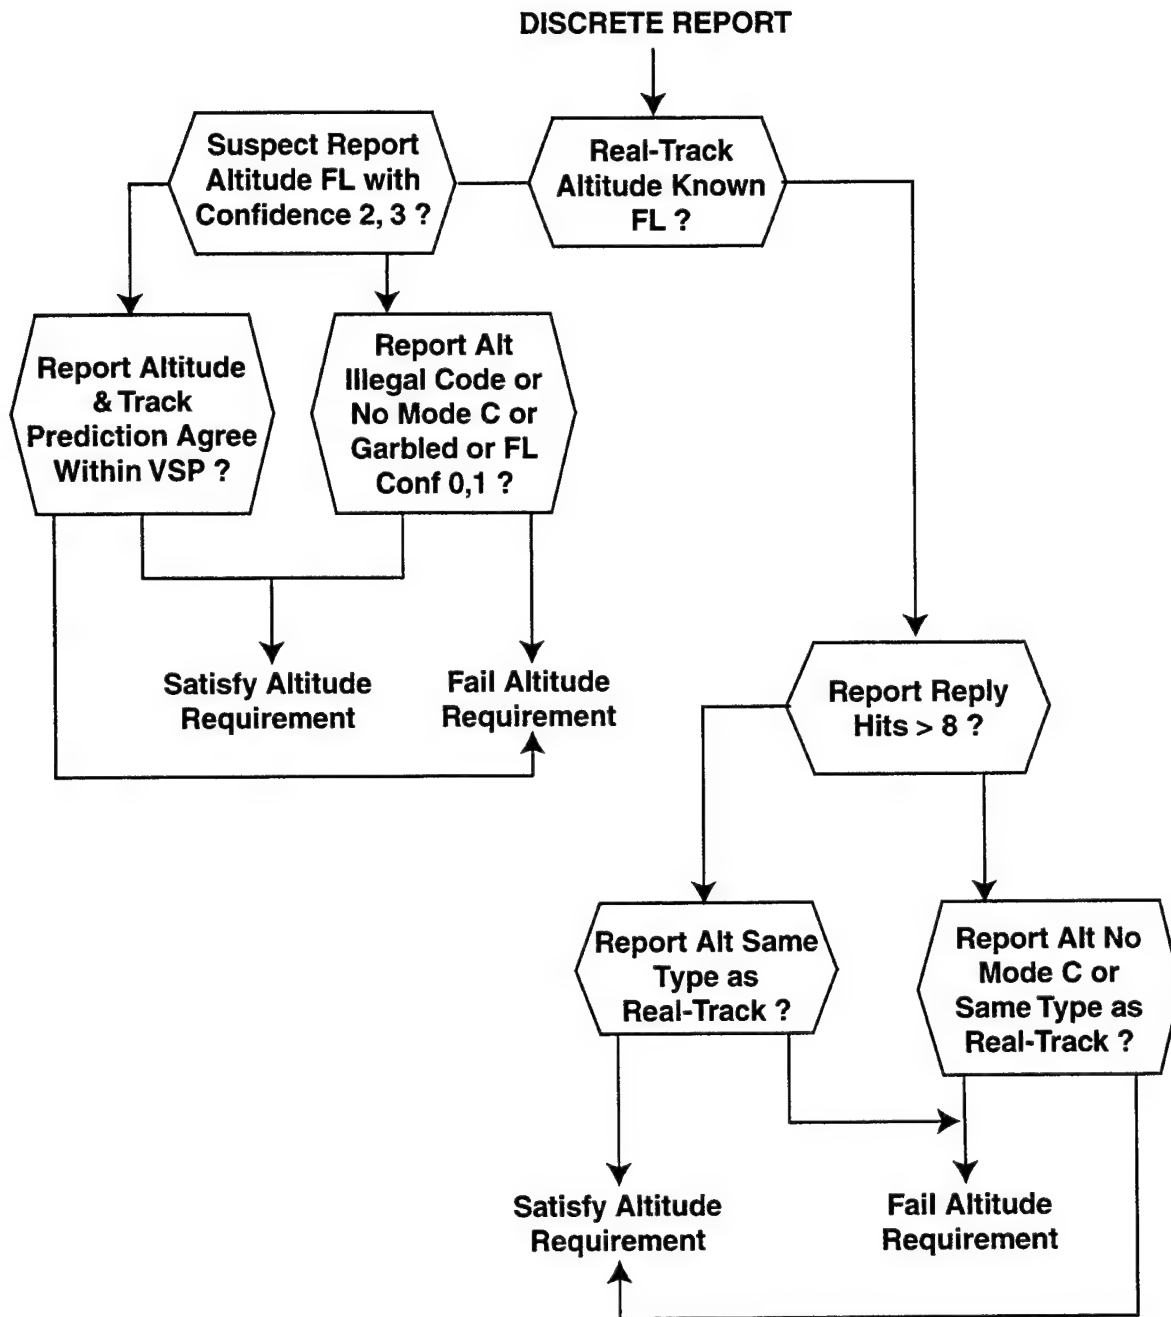 DISCRETE REPORT
Suspect Report
Altitude FL with
Confidence 2, 3 ?
Real-Track
Altitude Known
FL ?
Report Altitude
& Track
Prediction Agree
Within VSP ?
Report Alt
Illegal Code or
No Mode C or
Garbled or FL
Conf 0,1 ?
Satisfy Altitude
Requirement
Fail Altitude
Requirement
Report Reply
Hits > 8 ?
Report Alt Same
Type as
Real-Track ?
Report Alt No
Mode C or
Same Type as
Real-Track ?
Satisfy Altitude
Requirement
Fail Altitude
Requirement